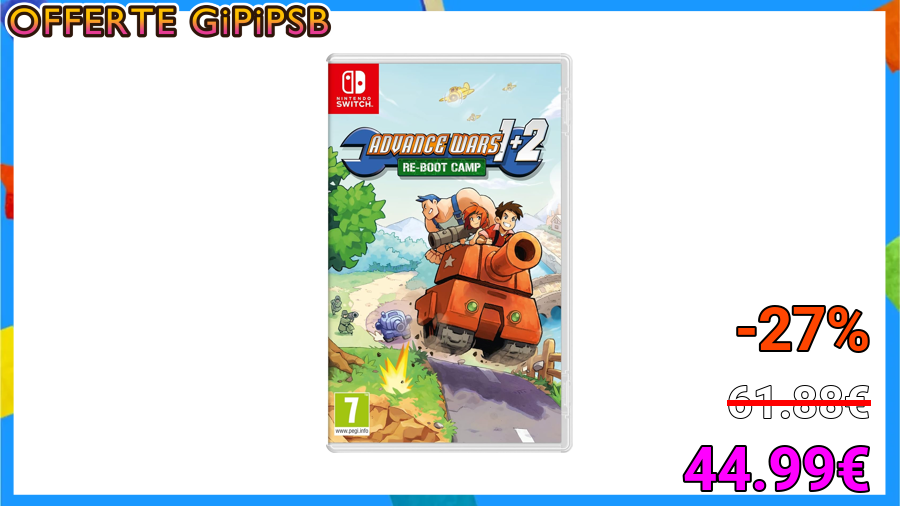 OFFERTE GiPiPSB
NINTENDO
SWITCH.
ADVANCE WARS 1+2
RE-BOOT CAMP
7
www.pegi.info
-27%
61.88€
44.99€